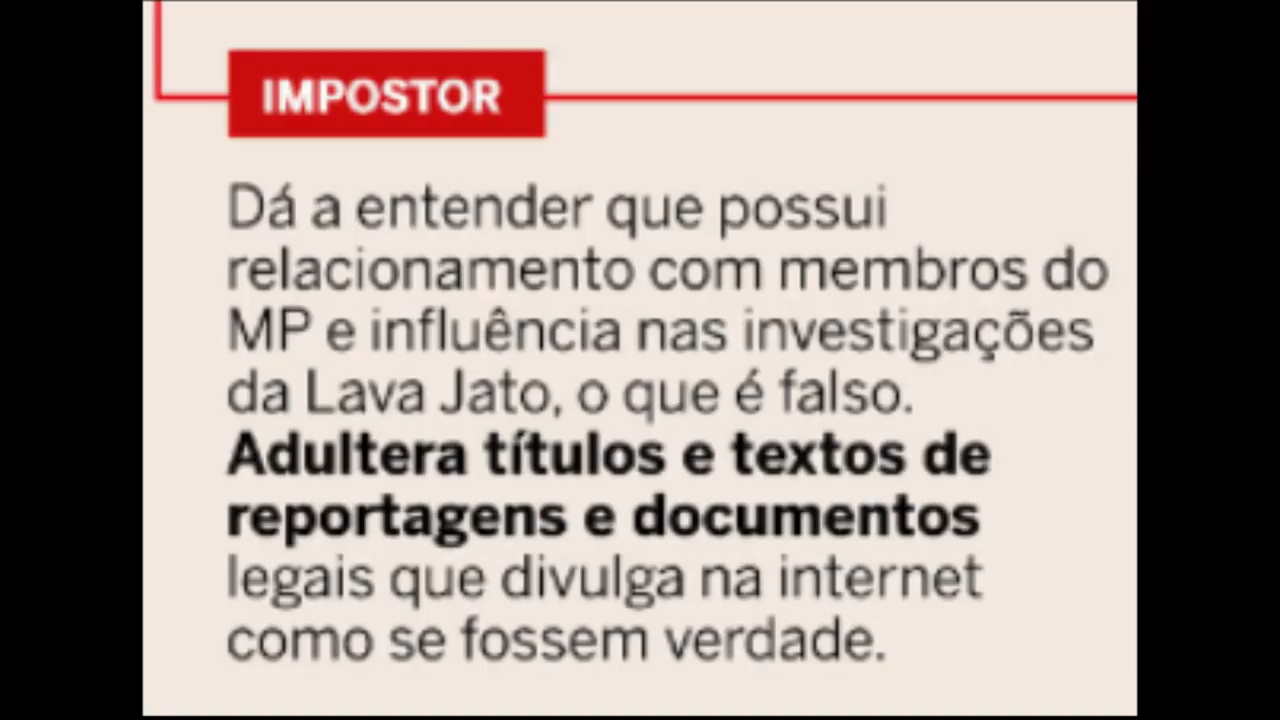 IMPOSTOR
Dá a entender que possui
relacionamento com membros do
MP e influência nas investigações
da Lava Jato, o que é falso.
Adultera títulos e textos de
reportagens e documentos
legais que divulga na internet
como se fossem verdade.